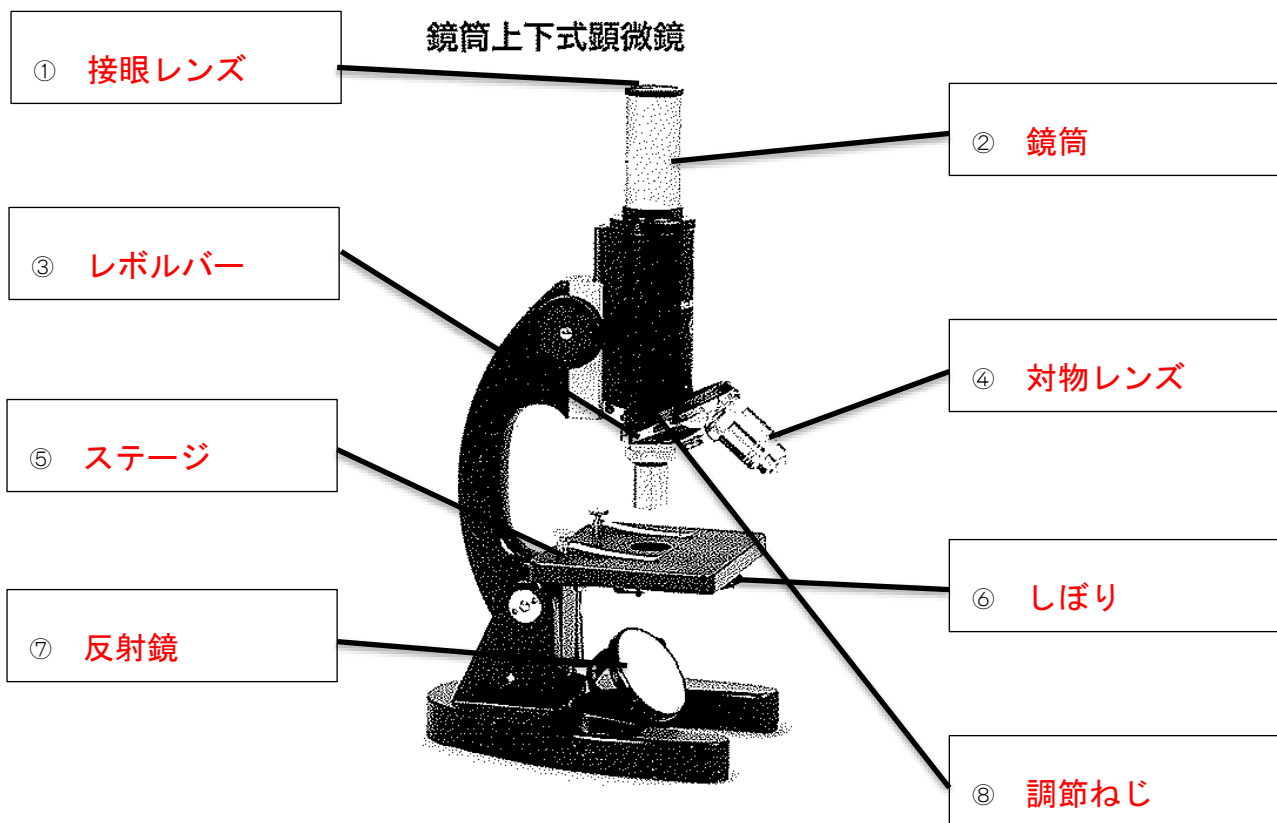 鏡筒上下式顕微鏡
① 接眼レンズ
② 鏡筒
③ レボルバー
④ 対物レンズ
⑤ ステージ
⑥ しぼり
⑦ 反射鏡
⑧ 調節ねじ